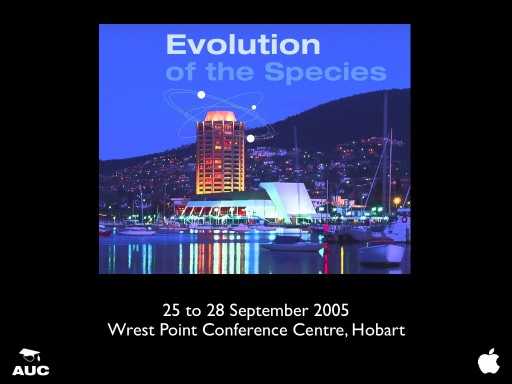 Evolution
of the Species
25 to 28 September 2005
Wrest Point Conference Centre, Hobart
AUC